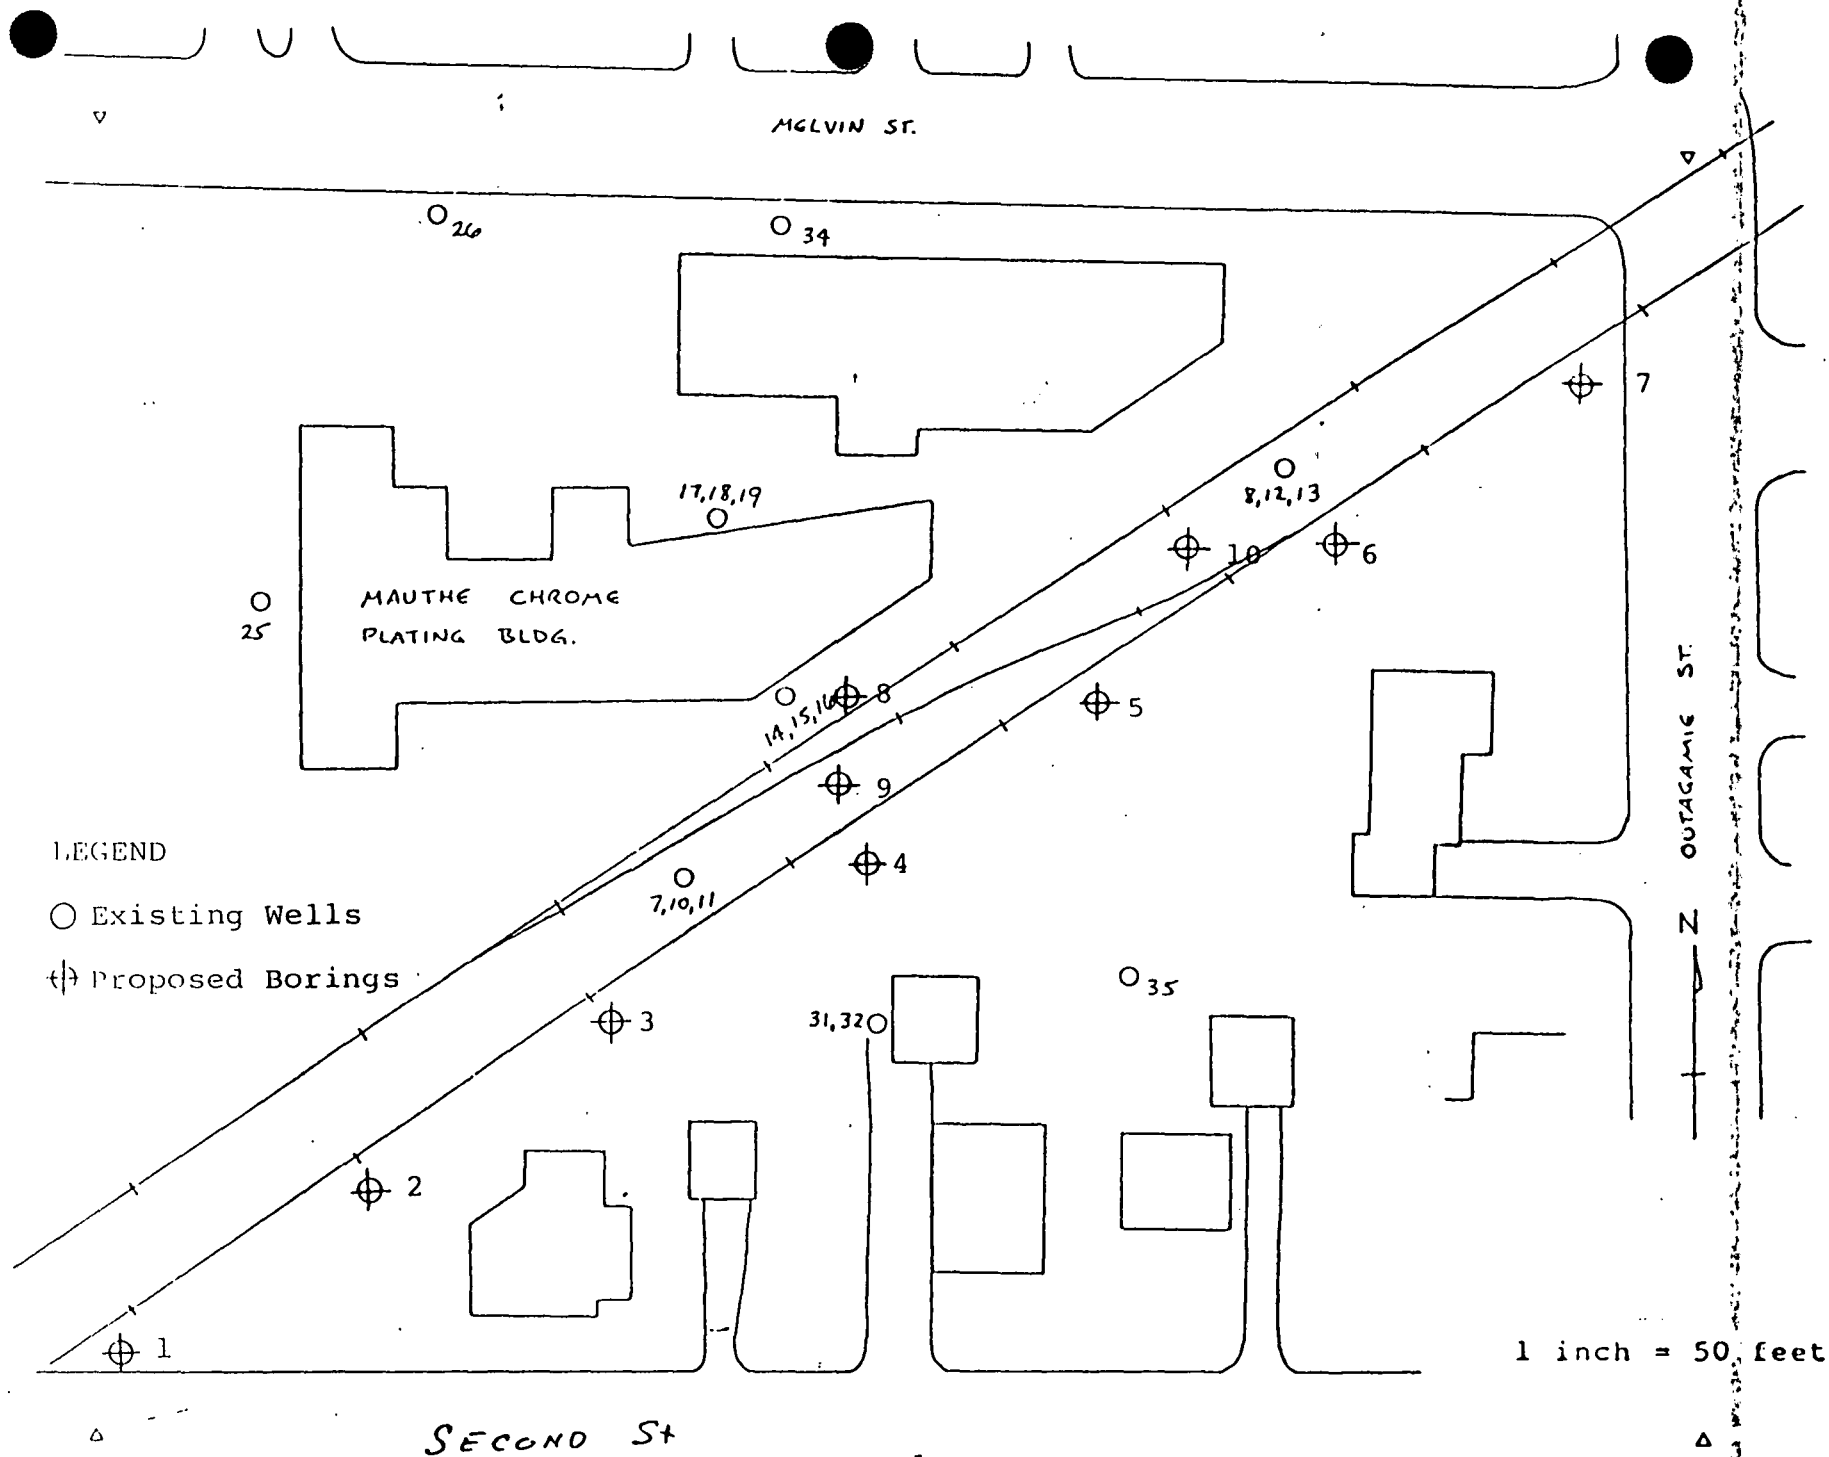 MELVIN ST.
26
34
7
17,18,19
8,12,13
10
6
MAUTHE CHROME
PLATING BLDG.
25
8
14,15,16
5
OUTAGAMIE ST.
9
4
LEGEND
7,10,11
Existing Wells
N
Proposed Borings
35
3
31,32
2
1
1 inch = 50 feet
SECOND St